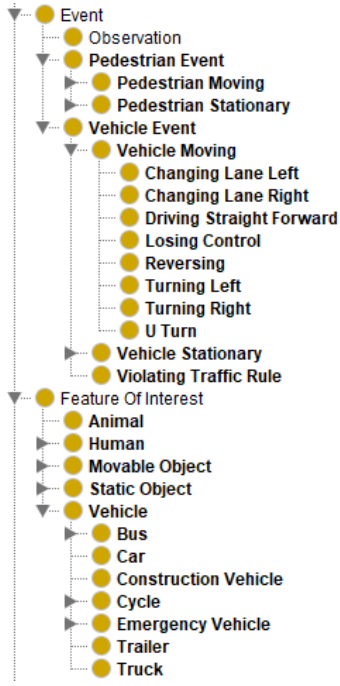 Event
Observation
Pedestrian Event
Pedestrian Moving
Pedestrian Stationary
Vehicle Event
Vehicle Moving
Changing Lane Left
Changing Lane Right
Driving Straight Forward
Losing Control
Reversing
Turning Left
Turning Right
U Turn
Vehicle Stationary
Violating Traffic Rule
Feature Of Interest
Animal
Human
Movable Object
Static Object
Vehicle
Bus
Car
Construction Vehicle
Cycle
Emergency Vehicle
Trailer
Truck